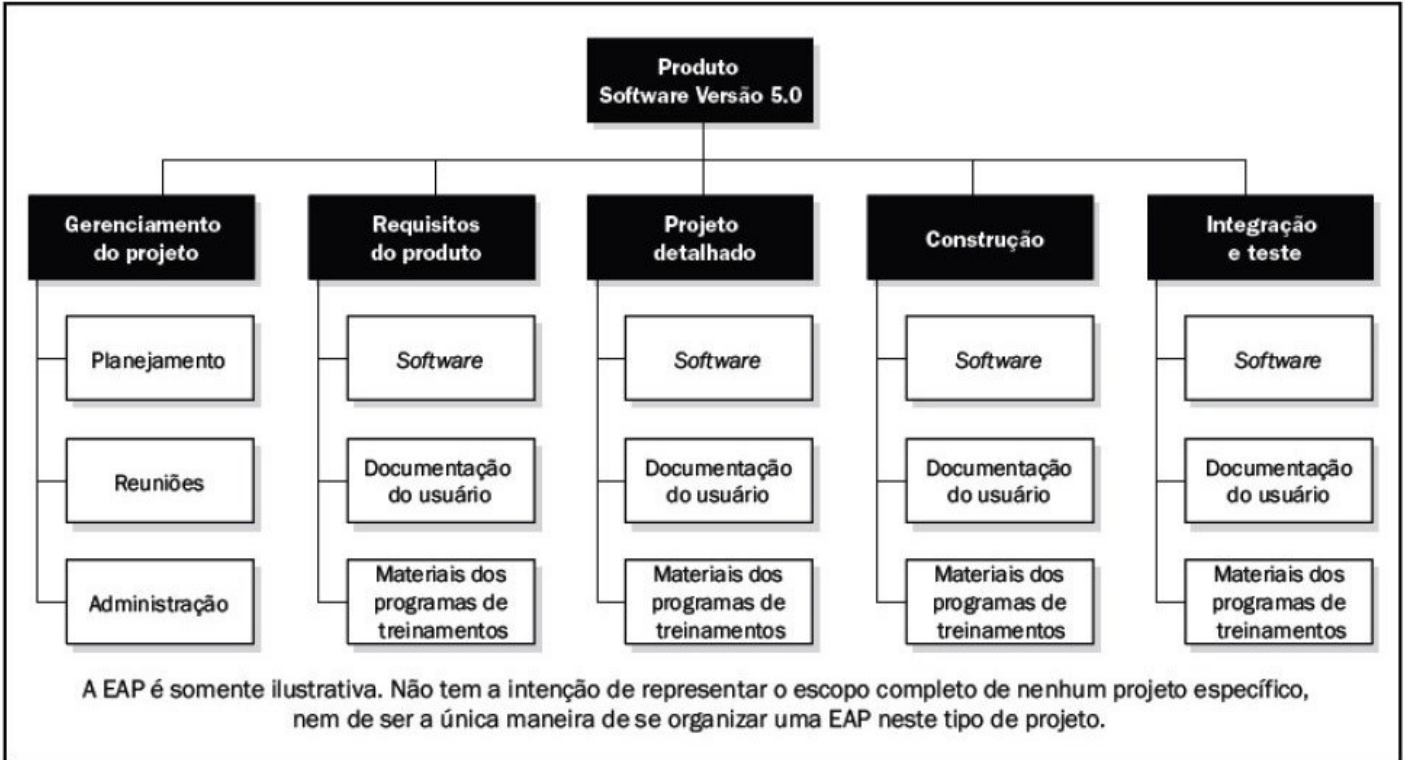 Produto
Software Versão 5.0
Gerenciamento
do projeto
Requisitos
do produto
Projeto
detalhado
Construção
Integração
e teste
Planejamento
Software
Software
Software
Software
Reuniões
Documentação
do usuário
Documentação
do usuário
Documentação
do usuário
Documentação
do usuário
Administração
Materiais dos
programas de
treinamentos
Materiais dos
programas de
treinamentos
Materiais dos
programas de
treinamentos
Materiais dos
programas de
treinamentos
A EAP é somente ilustrativa. Não tem a intenção de representar o escopo completo de nenhum projeto específico,
nem de ser a única maneira de se organizar uma EAP neste tipo de projeto.